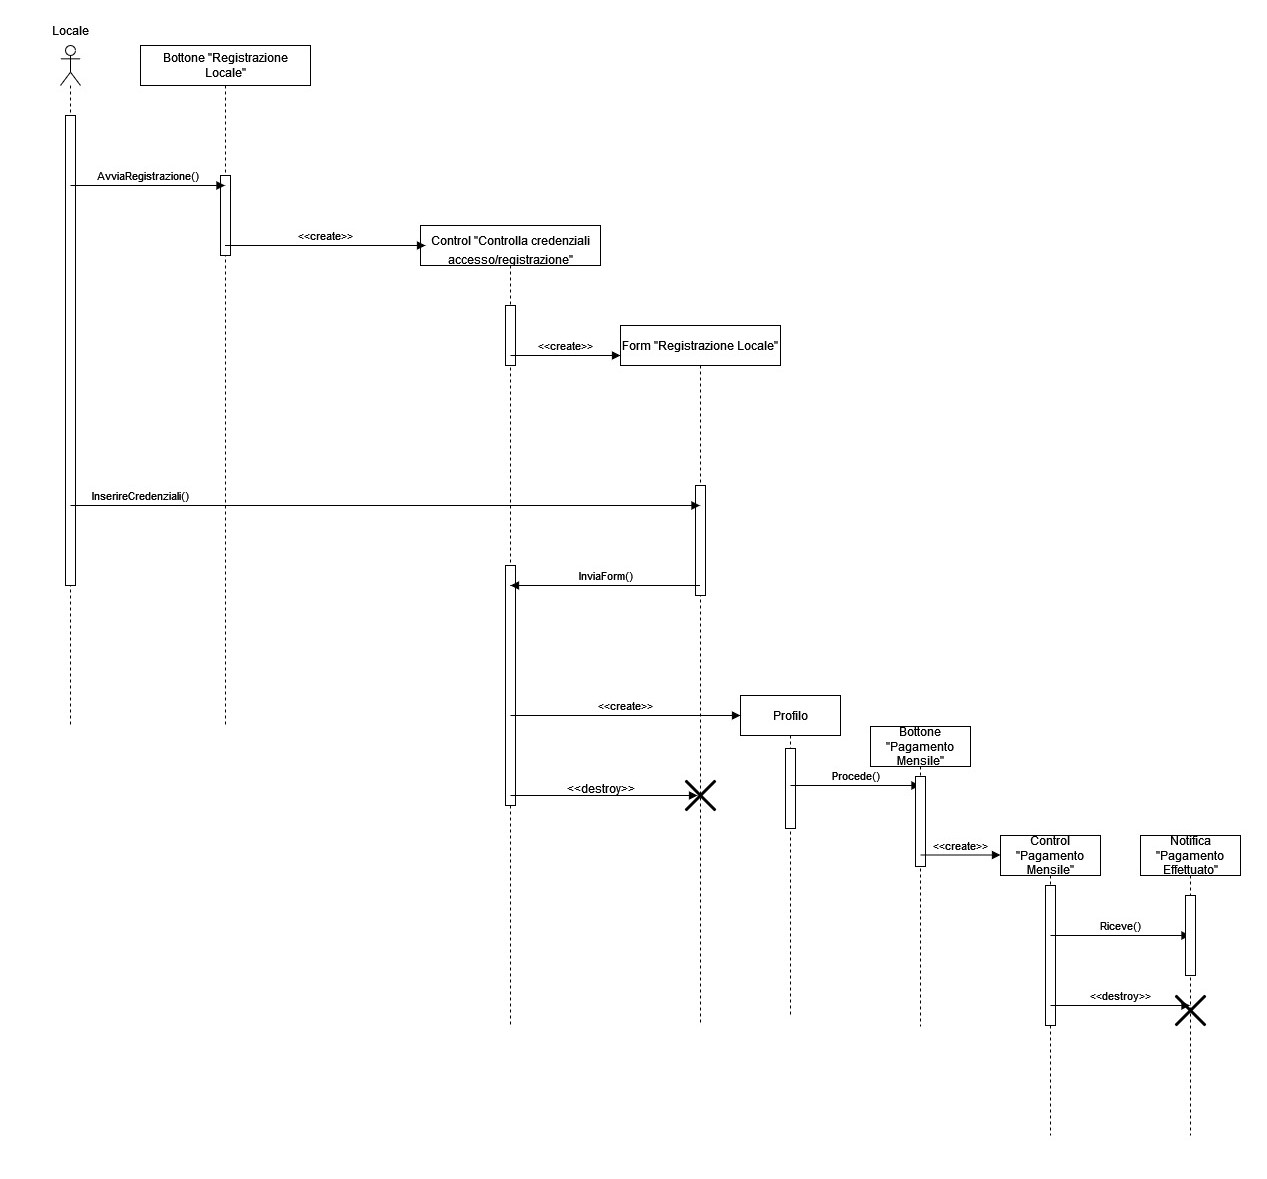 Locale
Bottone "Registrazione
Locale"
AvviaRegistrazione()
<<create>>
Control "Controlla credenziali
accesso/registrazione"
<<create>>
Form "Registrazione Locale"
InserireCredenziali()
InviaForm()
<<create>>
Profilo
Bottone
"Pagamento
Mensile"
Procede()
<<destroy>>
<<create>>
Control
"Pagamento
Mensile"
Notifica
"Pagamento
Effettuato"
Riceve()
<<destroy>>